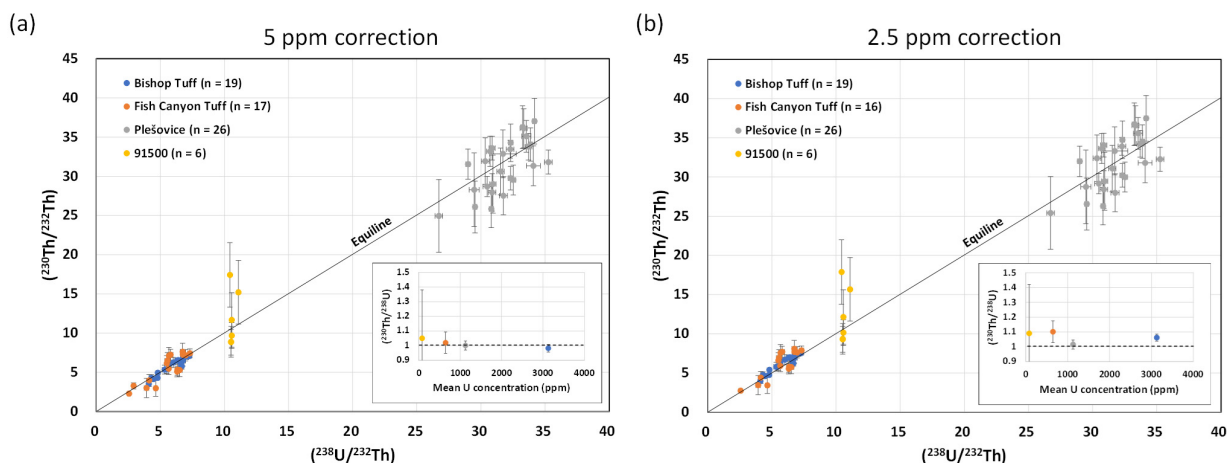 (a)
5 ppm correction
45
40
35
30
25
20
15
10
5
0
0 5 10 15 20 25 30 35 40
(²³⁰Th/²³²Th)
(²³⁸U/²³²Th)
Bishop Tuff (n = 19)
Fish Canyon Tuff (n = 17)
Plešovice (n = 26)
91500 (n = 6)
Equiline
1.5
1.4
1.3
1.2
1.1
1
0.9
0 1000 2000 3000 4000
(²³⁰Th/²³⁸U)
Mean U concentration (ppm)
(b)
2.5 ppm correction
45
40
35
30
25
20
15
10
5
0
0 5 10 15 20 25 30 35 40
(²³⁰Th/²³²Th)
(²³⁸U/²³²Th)
Bishop Tuff (n = 19)
Fish Canyon Tuff (n = 16)
Plešovice (n = 26)
91500 (n = 6)
Equiline
1.5
1.4
1.3
1.2
1.1
1
0.9
0 1000 2000 3000 4000
(²³⁰Th/²³⁸U)
Mean U concentration (ppm)